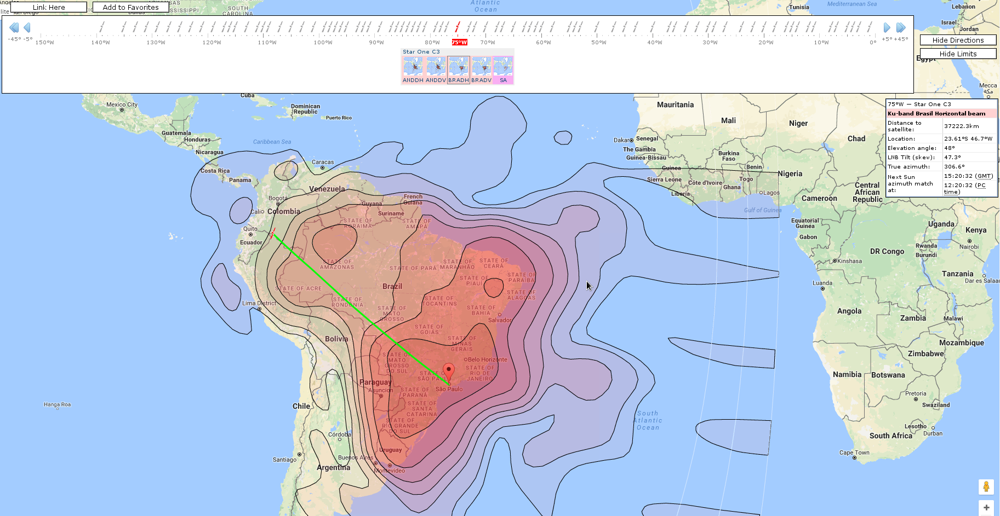 Link Here
Add to Favorites
Hide Directions
Hide Limits
-45° -5°
150°W 140°W 130°W 120°W 110°W 100°W 90°W 80°W 75°W 70°W 60°W 50°W 40°W 30°W 20°W 10°W 0°
+5° +45°
Star One C3
ANDDH ANDDV BRADH BRADV SA
75°W — Star One C3
Ku-band Brasil Horizontal beam
Distance to
satellite: 37222.3km
Location: 23.61°S 46.7°W
Elevation angle: 48°
LNB Tilt (skew): 47.3°
True azimuth: 306.6°
Next Sun
azimuth match
at:
15:20:32 (GMT)
12:20:32 (PC
time)
MISSISSIPPI
SOUTH
CAROLINA
Atlantic
Ocean
Tunisia
Mediterranean Sea
Lebanon
Israel
Jordan
Egypt
Mecca
Mexico City
Cuba
Dominican
Republic
Puerto Rico
Guatemala
Honduras
Nicaragua
Caribbean Sea
Costa Rica
Panama
Caracas
Venezuela
Bogotá
Calio
Colombia
Guyana
Suriname
French
Guiana
Quito
Ecuador
STATE OF
RORAIMA
STATE OF
AMAPÁ
STATE OF
AMAZONAS
STATE OF PARÁ
STATE OF
MARANHÃO
STATE OF
CEARÁ
STATE OF
PIAUÍ
STATE OF
PARAÍBA
STATE OF
ALAGOAS
STATE OF ACRE
Brazil
STATE OF
RONDÔNIA
STATE OF
TOCANTINS
STATE OF
MATO
GROSSO
STATE OF
BAHIA
Salvador
Lima District
Bolivia
STATE OF
GOIÁS
STATE OF
MINAS
GERAIS
Belo Horizonte
STATE OF
MATO
GROSSO
DO SUL
STATE OF
RIO DE
JANEIRO
STATE OF
SÃO PAULO
São Paulo
Paraguay
Asuncion
STATE OF
PARANÁ
STATE OF
SANTA
CATARINA
STATE OF
RIO GRANDE
DO SUL
Chile
Hanga Roa
Córdoba
Santiago
Uruguay
Buenos Aires
Montevideo
Argentina
South
Atlantic
Ocean
Mauritania
Mali
Niger
Chad
Dakar
Senegal
The Gambia
Guinea-Bissau
Guinea
Sierra Leone
Liberia
Burkina
Faso
Côte d'Ivoire
Ghana
Togo
Benin
Nigeria
Lagos
Cameroon
Central
African
Republic
Gulf of Guinea
Equatorial
Guinea
Gabon
Uganda
Kenya
Nairobi
Rwanda
Burundi
DR Congo
Kinshasa
Tanzania
Dar es Salaam
Luanda
Angola
Zambia
Malawi
Mozambique
Zimbabwe
Namibia
Botswana
Pretoria
Swaziland
Lesotho
Durban
South Africa
Cape Town
+